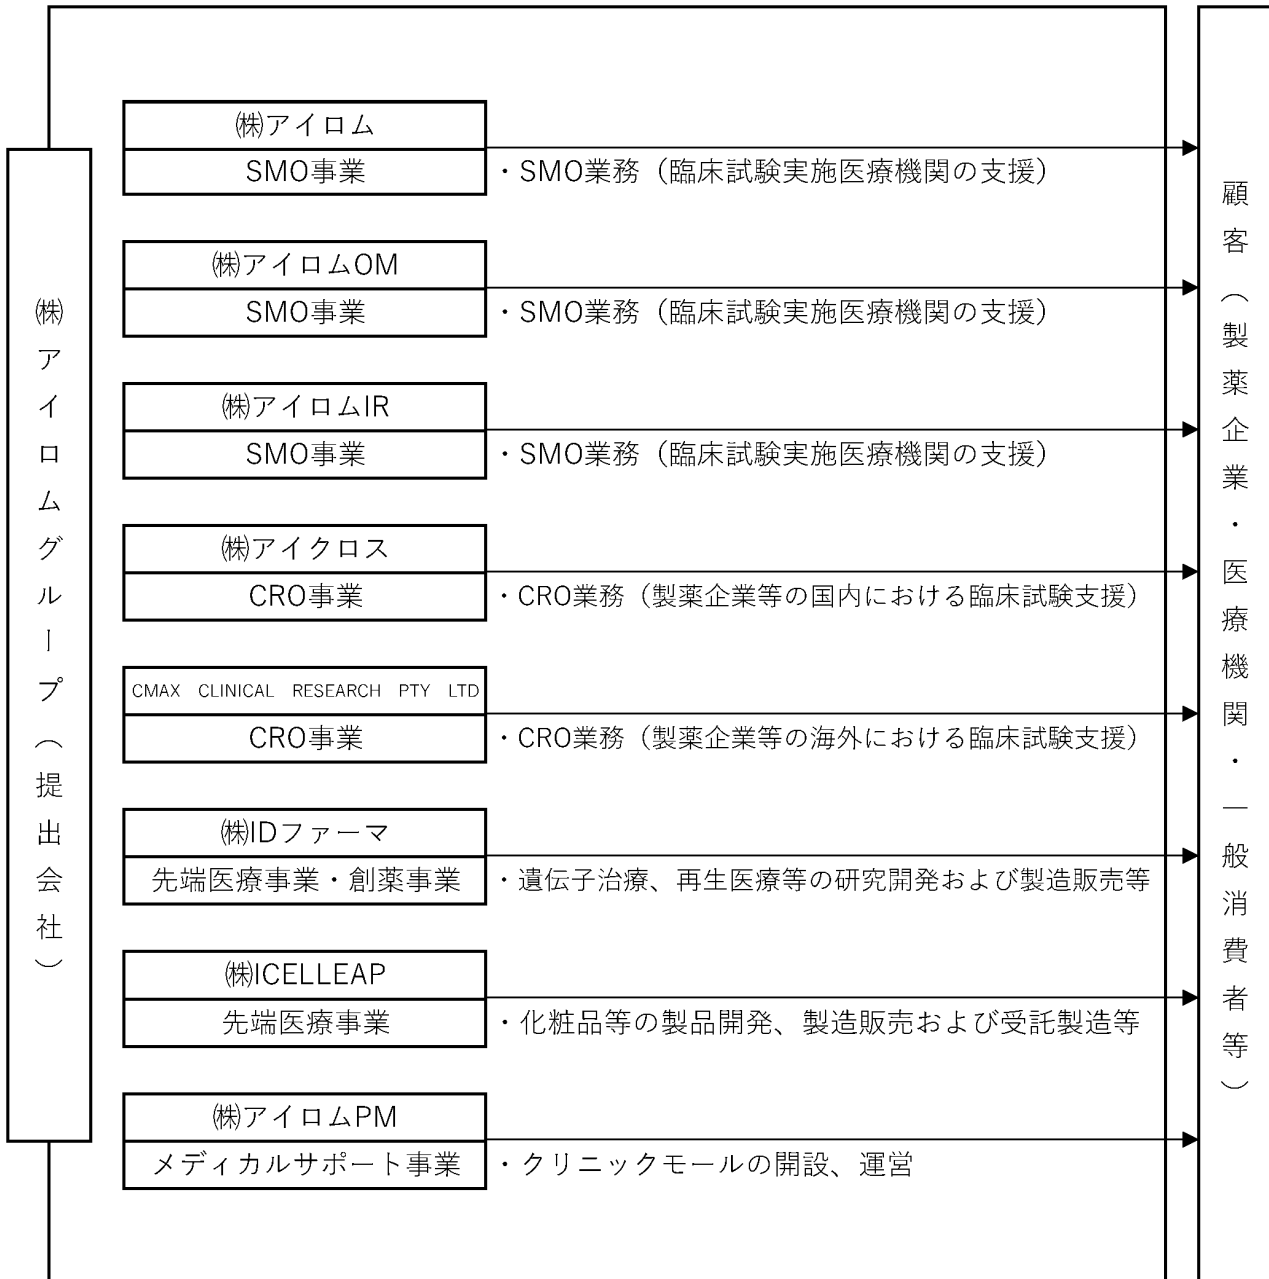 ㈱アイロムグループ（提出会社）
㈱アイロム
SMO事業
・SMO業務（臨床試験実施医療機関の支援）
㈱アイロムOM
SMO事業
・SMO業務（臨床試験実施医療機関の支援）
㈱アイロムIR
SMO事業
・SMO業務（臨床試験実施医療機関の支援）
㈱アイクロス
CRO事業
・CRO業務（製薬企業等の国内における臨床試験支援）
CMAX CLINICAL RESEARCH PTY LTD
CRO事業
・CRO業務（製薬企業等の海外における臨床試験支援）
㈱IDファーマ
先端医療事業・創薬事業
・遺伝子治療、再生医療等の研究開発および製造販売等
㈱ICELLEAP
先端医療事業
・化粧品等の製品開発、製造販売および受託製造等
㈱アイロムPM
メディカルサポート事業
・クリニックモールの開設、運営
顧客（製薬企業・医療機関・一般消費者等）